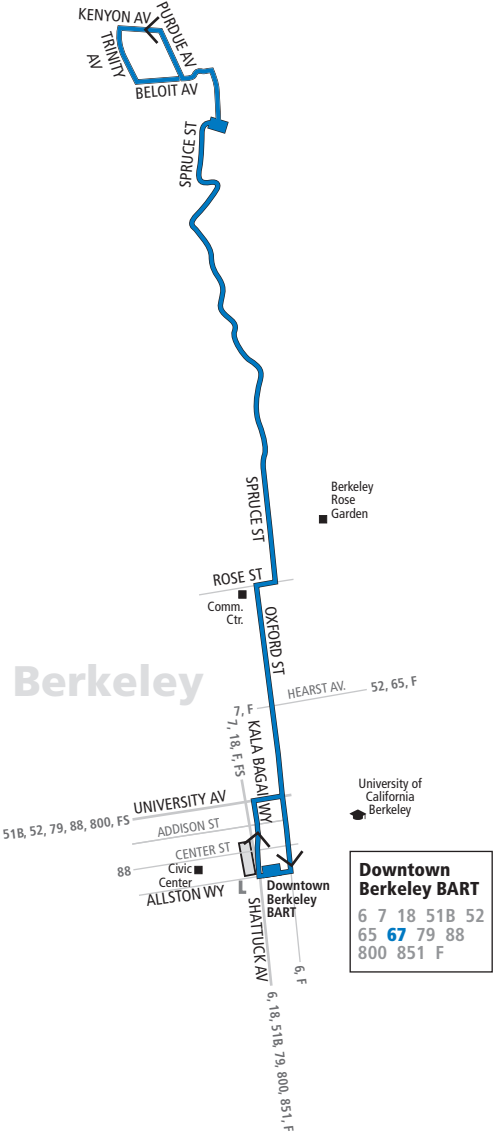 KENYON AV
PURDUE AV
TRINITY
AV
BELOIT AV
SPRUCE ST
SPRUCE ST
Berkeley
Rose
Garden
ROSE ST
Comm.
Ctr.
OXFORD ST
Berkeley
HEARST AV.
52, 65, F
7, F
7, 18, F, FS
KALA BAGAI WY
UNIVERSITY AV
51B, 52, 79, 88, 800, FS
University of
California
Berkeley
ADDISON ST
CENTER ST
88
Civic
Center
ALLSTON WY
L
Downtown
Berkeley
BART
SHATTUCK AV
6, F
6, 18, 51B, 79, 800, 851, F
Downtown
Berkeley BART
6 7 18 51B 52
65 67 79 88
800 851 F